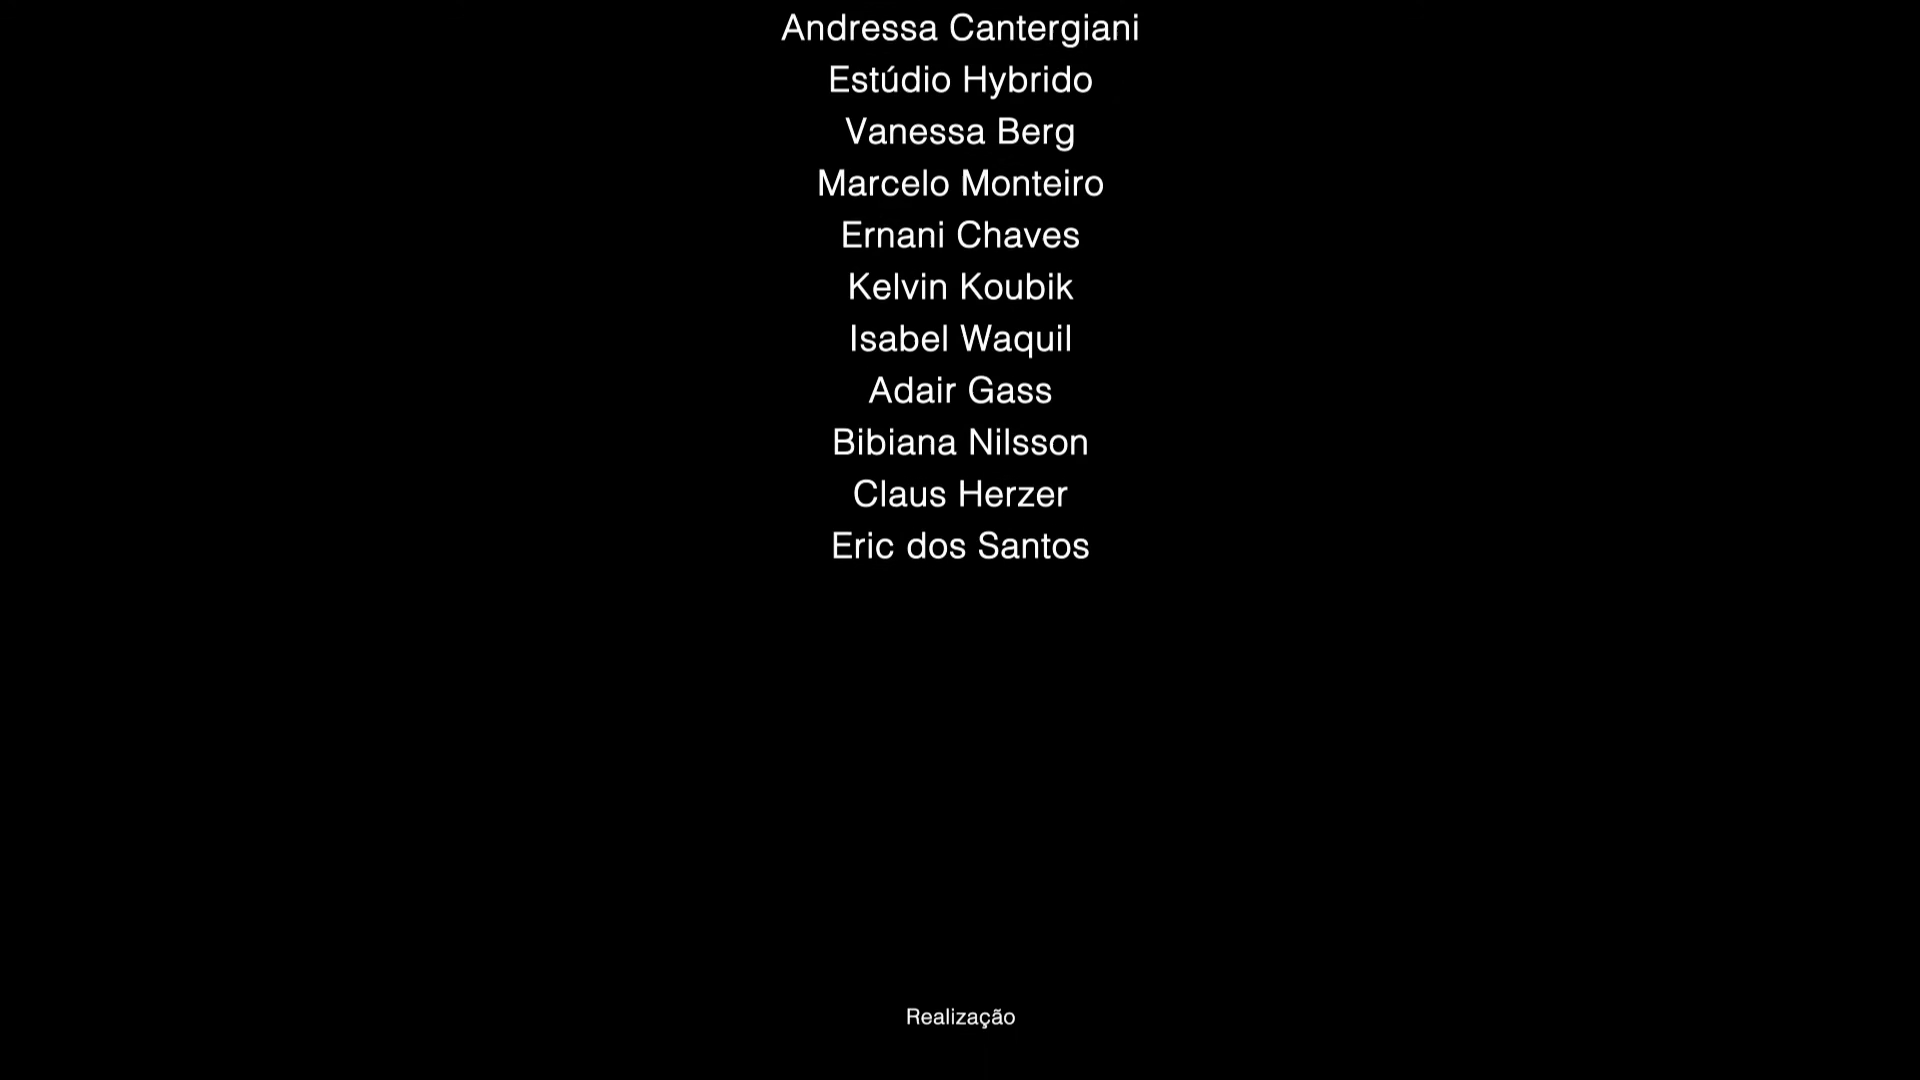 Andressa Cantergiani
Estúdio Hybrido
Vanessa Berg
Marcelo Monteiro
Ernani Chaves
Kelvin Koubik
Isabel Waquil
Adair Gass
Bibiana Nilsson
Claus Herzer
Eric dos Santos
Realização